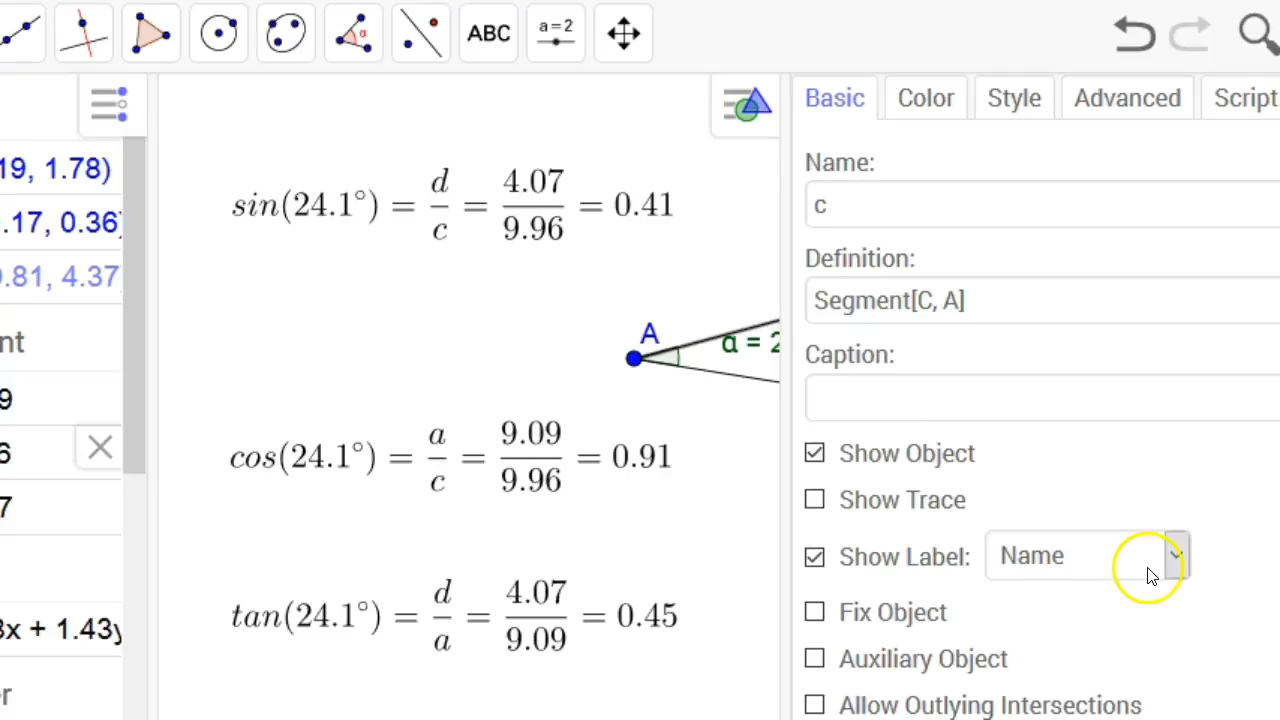 ABC
a=2
19, 1.78)
.17, 0.36)
0.81, 4.37
nt
9
6
7
3x + 1.43y
r
sin(24.1°) = d/c = 4.07/9.96 = 0.41
A
α = 2
cos(24.1°) = a/c = 9.09/9.96 = 0.91
tan(24.1°) = d/a = 4.07/9.09 = 0.45
Basic Color Style Advanced Script
Name:
c
Definition:
Segment[C, A]
Caption:
Show Object
Show Trace
Show Label: Name
Fix Object
Auxiliary Object
Allow Outlying Intersections